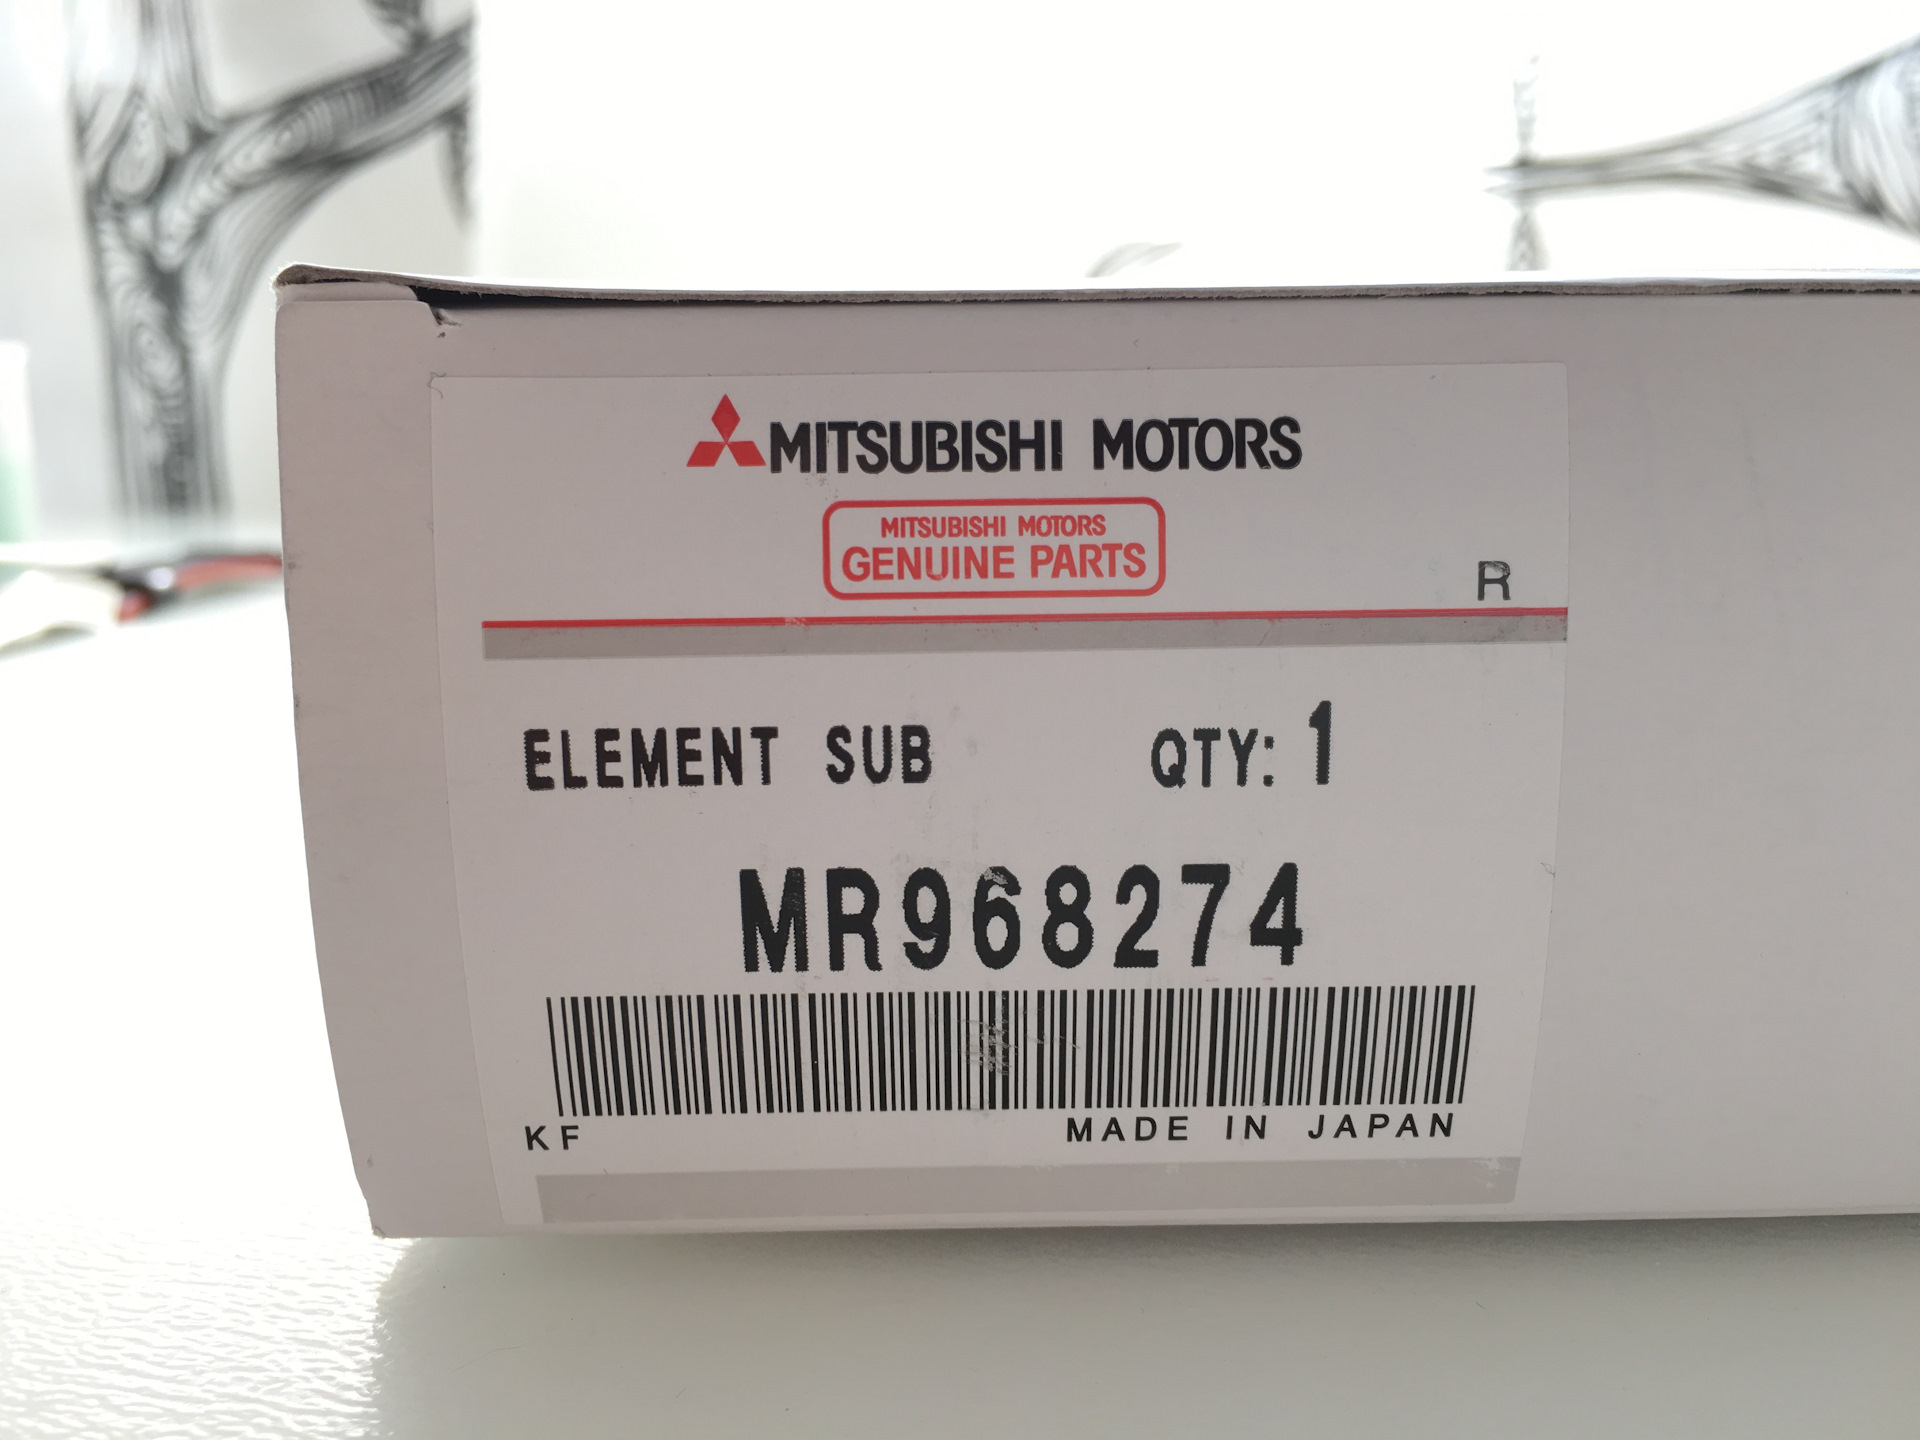 MITSUBISHI MOTORS
MITSUBISHI MOTORS
GENUINE PARTS
R
ELEMENT SUB QTY: 1
MR968274
KF MADE IN JAPAN